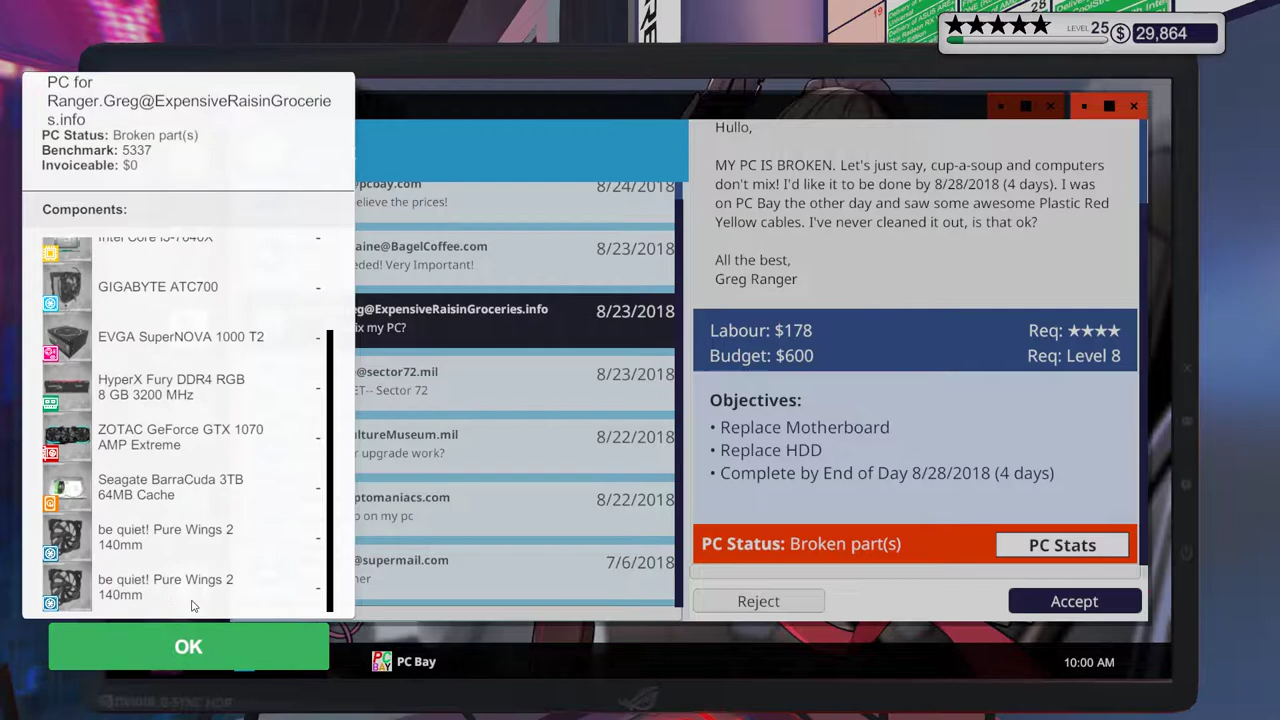 LEVEL 25
$ 29,864
PC for
Ranger.Greg@ExpensiveRaisinGrocerie
s.info
PC Status: Broken part(s)
Benchmark: 5337
Invoiceable: $0
Components:
Intel Core i5-7640X -
GIGABYTE ATC700 -
EVGA SuperNOVA 1000 T2 -
HyperX Fury DDR4 RGB
8 GB 3200 MHz -
ZOTAC GeForce GTX 1070
AMP Extreme -
Seagate BarraCuda 3TB
64MB Cache -
be quiet! Pure Wings 2
140mm -
be quiet! Pure Wings 2
140mm -
OK
@pcbay.com 8/24/2018
elieve the prices!
aine@BagelCoffee.com 8/23/2018
eded! Very Important!
eg@ExpensiveRaisinGroceries.info 8/23/2018
ix my PC?
@sector72.mil 8/23/2018
ET-- Sector 72
ultureMuseum.mil 8/22/2018
r upgrade work?
ptomaniacs.com 8/22/2018
o on my pc
@supermail.com 7/6/2018
her
Hullo,
MY PC IS BROKEN. Let's just say, cup-a-soup and computers
don't mix! I'd like it to be done by 8/28/2018 (4 days). I was
on PC Bay the other day and saw some awesome Plastic Red
Yellow cables. I've never cleaned it out, is that ok?
All the best,
Greg Ranger
Labour: $178 Req: ★★★★
Budget: $600 Req: Level 8
Objectives:
• Replace Motherboard
• Replace HDD
• Complete by End of Day 8/28/2018 (4 days)
PC Status: Broken part(s) PC Stats
Reject Accept
PC BAY PC Bay
10:00 AM